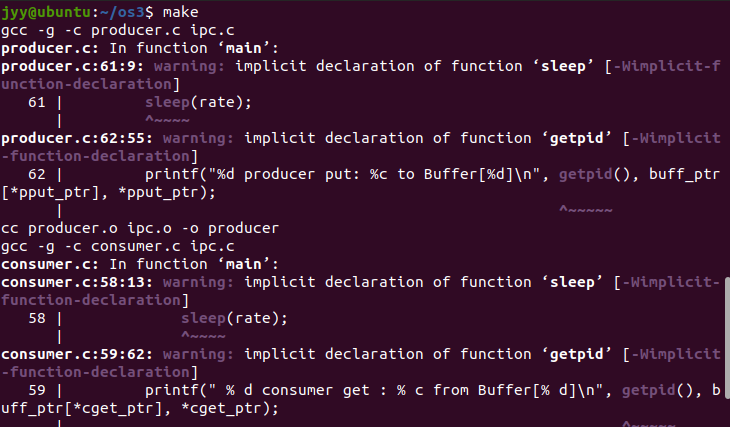 jyy@ubuntu:~/os3$ make
gcc -g -c producer.c ipc.c
producer.c: In function ‘main’:
producer.c:61:9: warning: implicit declaration of function ‘sleep’ [-Wimplicit-f
unction-declaration]
   61 |         sleep(rate);
      |         ^~~~~
producer.c:62:55: warning: implicit declaration of function ‘getpid’ [-Wimplicit
-function-declaration]
   62 |         printf("%d producer put: %c to Buffer[%d]\n", getpid(), buff_ptr
[*pput_ptr], *pput_ptr);
      |                                                       ^~~~~~
cc producer.o ipc.o -o producer
gcc -g -c consumer.c ipc.c
consumer.c: In function ‘main’:
consumer.c:58:13: warning: implicit declaration of function ‘sleep’ [-Wimplicit-
function-declaration]
   58 |             sleep(rate);
      |             ^~~~~
consumer.c:59:62: warning: implicit declaration of function ‘getpid’ [-Wimplicit
-function-declaration]
   59 |         printf(" % d consumer get : % c from Buffer[% d]\n", getpid(), b
uff_ptr[*cget_ptr], *cget_ptr);
      |                                                              ^~~~~~